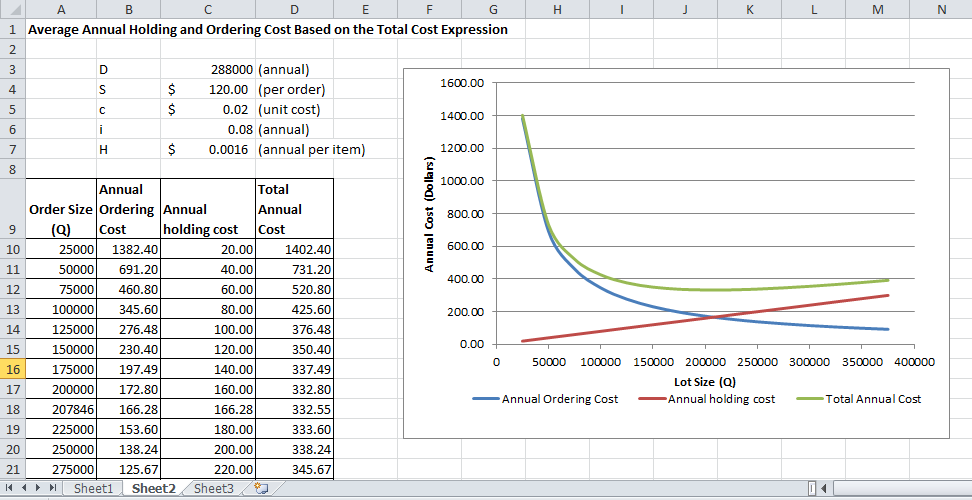 A B C D E F G H I J K L M N
1 Average Annual Holding and Ordering Cost Based on the Total Cost Expression
2
3 D 288000 (annual)
4 S $ 120.00 (per order)
5 c $ 0.02 (unit cost)
6 i 0.08 (annual)
7 H $ 0.0016 (annual per item)
8
Annual Total
Order Size Ordering Annual Annual
9 (Q) Cost holding cost Cost
10 25000 1382.40 20.00 1402.40
11 50000 691.20 40.00 731.20
12 75000 460.80 60.00 520.80
13 100000 345.60 80.00 425.60
14 125000 276.48 100.00 376.48
15 150000 230.40 120.00 350.40
16 175000 197.49 140.00 337.49
17 200000 172.80 160.00 332.80
18 207846 166.28 166.28 332.55
19 225000 153.60 180.00 333.60
20 250000 138.24 200.00 338.24
21 275000 125.67 220.00 345.67
Annual Cost (Dollars)
1600.00
1400.00
1200.00
1000.00
800.00
600.00
400.00
200.00
0.00
0 50000 100000 150000 200000 250000 300000 350000 400000
Lot Size (Q)
Annual Ordering Cost Annual holding cost Total Annual Cost
Sheet1 Sheet2 Sheet3